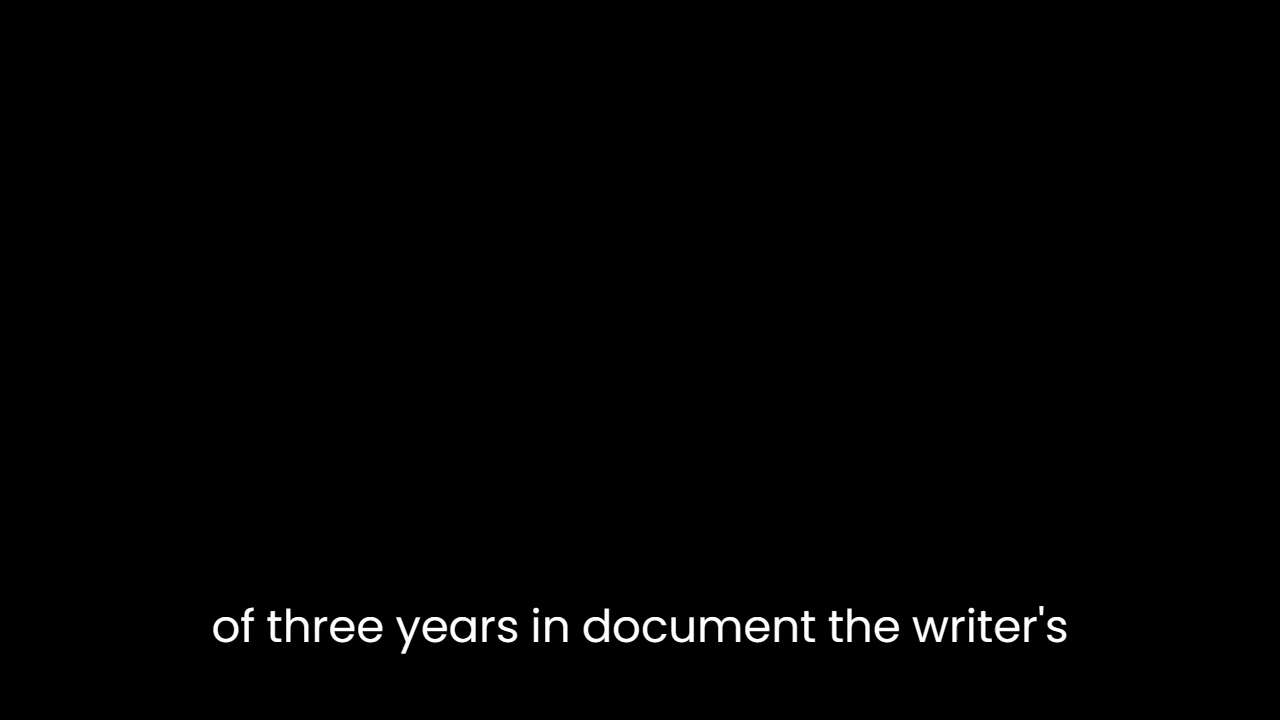 of three years in document the writer's